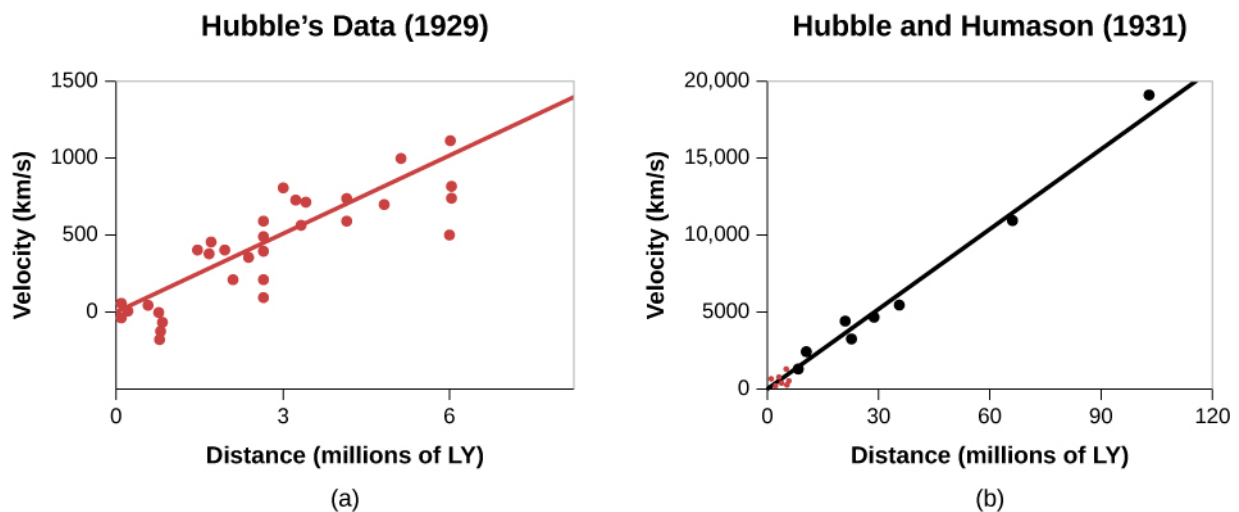 Hubble’s Data (1929)
1500
1000
500
0
Velocity (km/s)
0 3 6
Distance (millions of LY)
(a)
Hubble and Humason (1931)
20,000
15,000
10,000
5000
0
Velocity (km/s)
0 30 60 90 120
Distance (millions of LY)
(b)